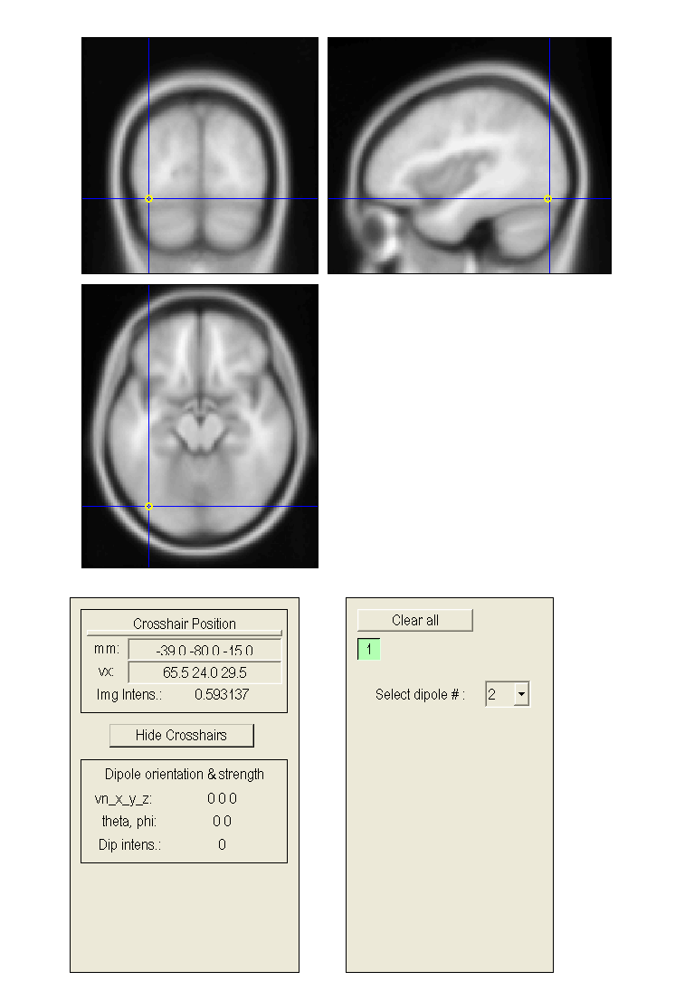 Crosshair Position
mm: -39.0 -80.0 -15.0
vx: 65.5 24.0 29.5
Img Intens.: 0.593137
Hide Crosshairs
Dipole orientation & strength
vn_x_y_z: 0 0 0
theta, phi: 0 0
Dip intens.: 0
Clear all
1
Select dipole # : 2